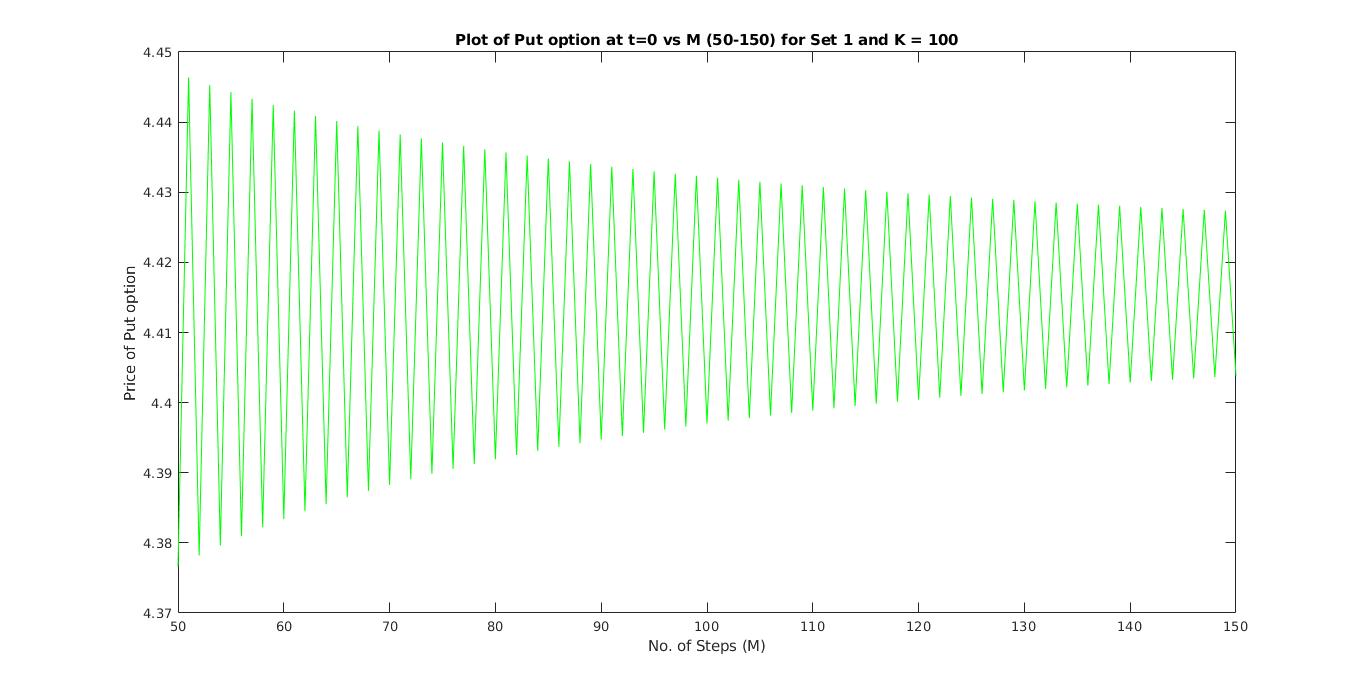 Plot of Put option at t=0 vs M (50-150) for Set 1 and K = 100
4.45
4.44
4.43
4.42
4.41
4.4
4.39
4.38
4.37
Price of Put option
50 60 70 80 90 100 110 120 130 140 150
No. of Steps (M)